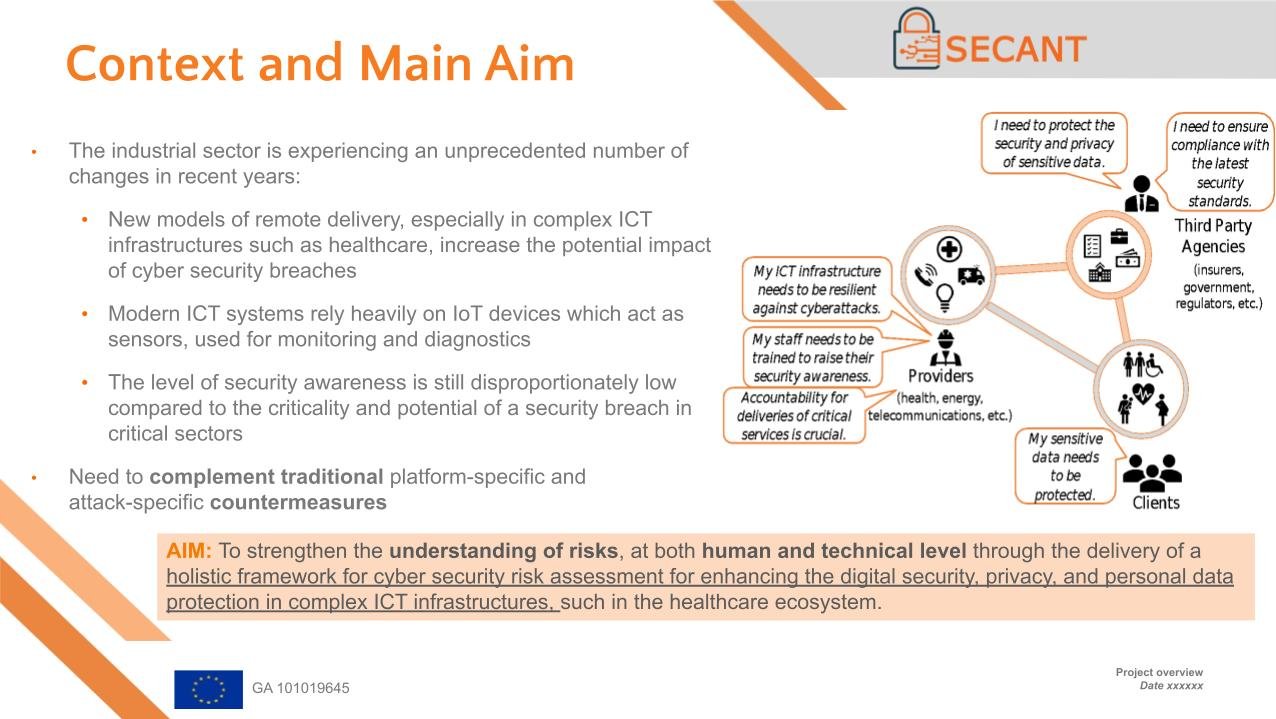 Context and Main Aim
SECANT
• The industrial sector is experiencing an unprecedented number of
changes in recent years:
• New models of remote delivery, especially in complex ICT
infrastructures such as healthcare, increase the potential impact
of cyber security breaches
• Modern ICT systems rely heavily on IoT devices which act as
sensors, used for monitoring and diagnostics
• The level of security awareness is still disproportionately low
compared to the criticality and potential of a security breach in
critical sectors
• Need to complement traditional platform-specific and
attack-specific countermeasures
I need to protect the
security and privacy
of sensitive data.
I need to ensure
compliance with
the latest
security
standards.
Third Party
Agencies
(insurers,
government,
regulators, etc.)
My ICT infrastructure
needs to be resilient
against cyberattacks.
My staff needs to be
trained to raise their
security awareness.
Accountability for
deliveries of critical
services is crucial.
Providers
(health, energy,
telecommunications, etc.)
My sensitive
data needs
to be
protected.
Clients
AIM: To strengthen the understanding of risks, at both human and technical level through the delivery of a
holistic framework for cyber security risk assessment for enhancing the digital security, privacy, and personal data
protection in complex ICT infrastructures, such in the healthcare ecosystem.
GA 101019645
Project overview
Date xxxxxx